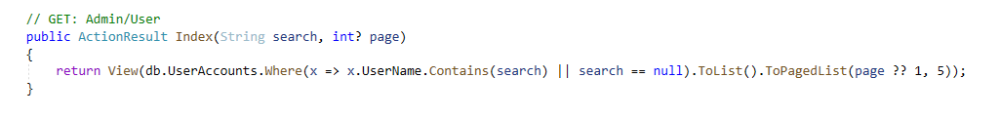 // GET: Admin/User
public ActionResult Index(String search, int? page)
{
return View(db.UserAccounts.Where(x => x.UserName.Contains(search) || search == null).ToList().ToPagedList(page ?? 1, 5));
}